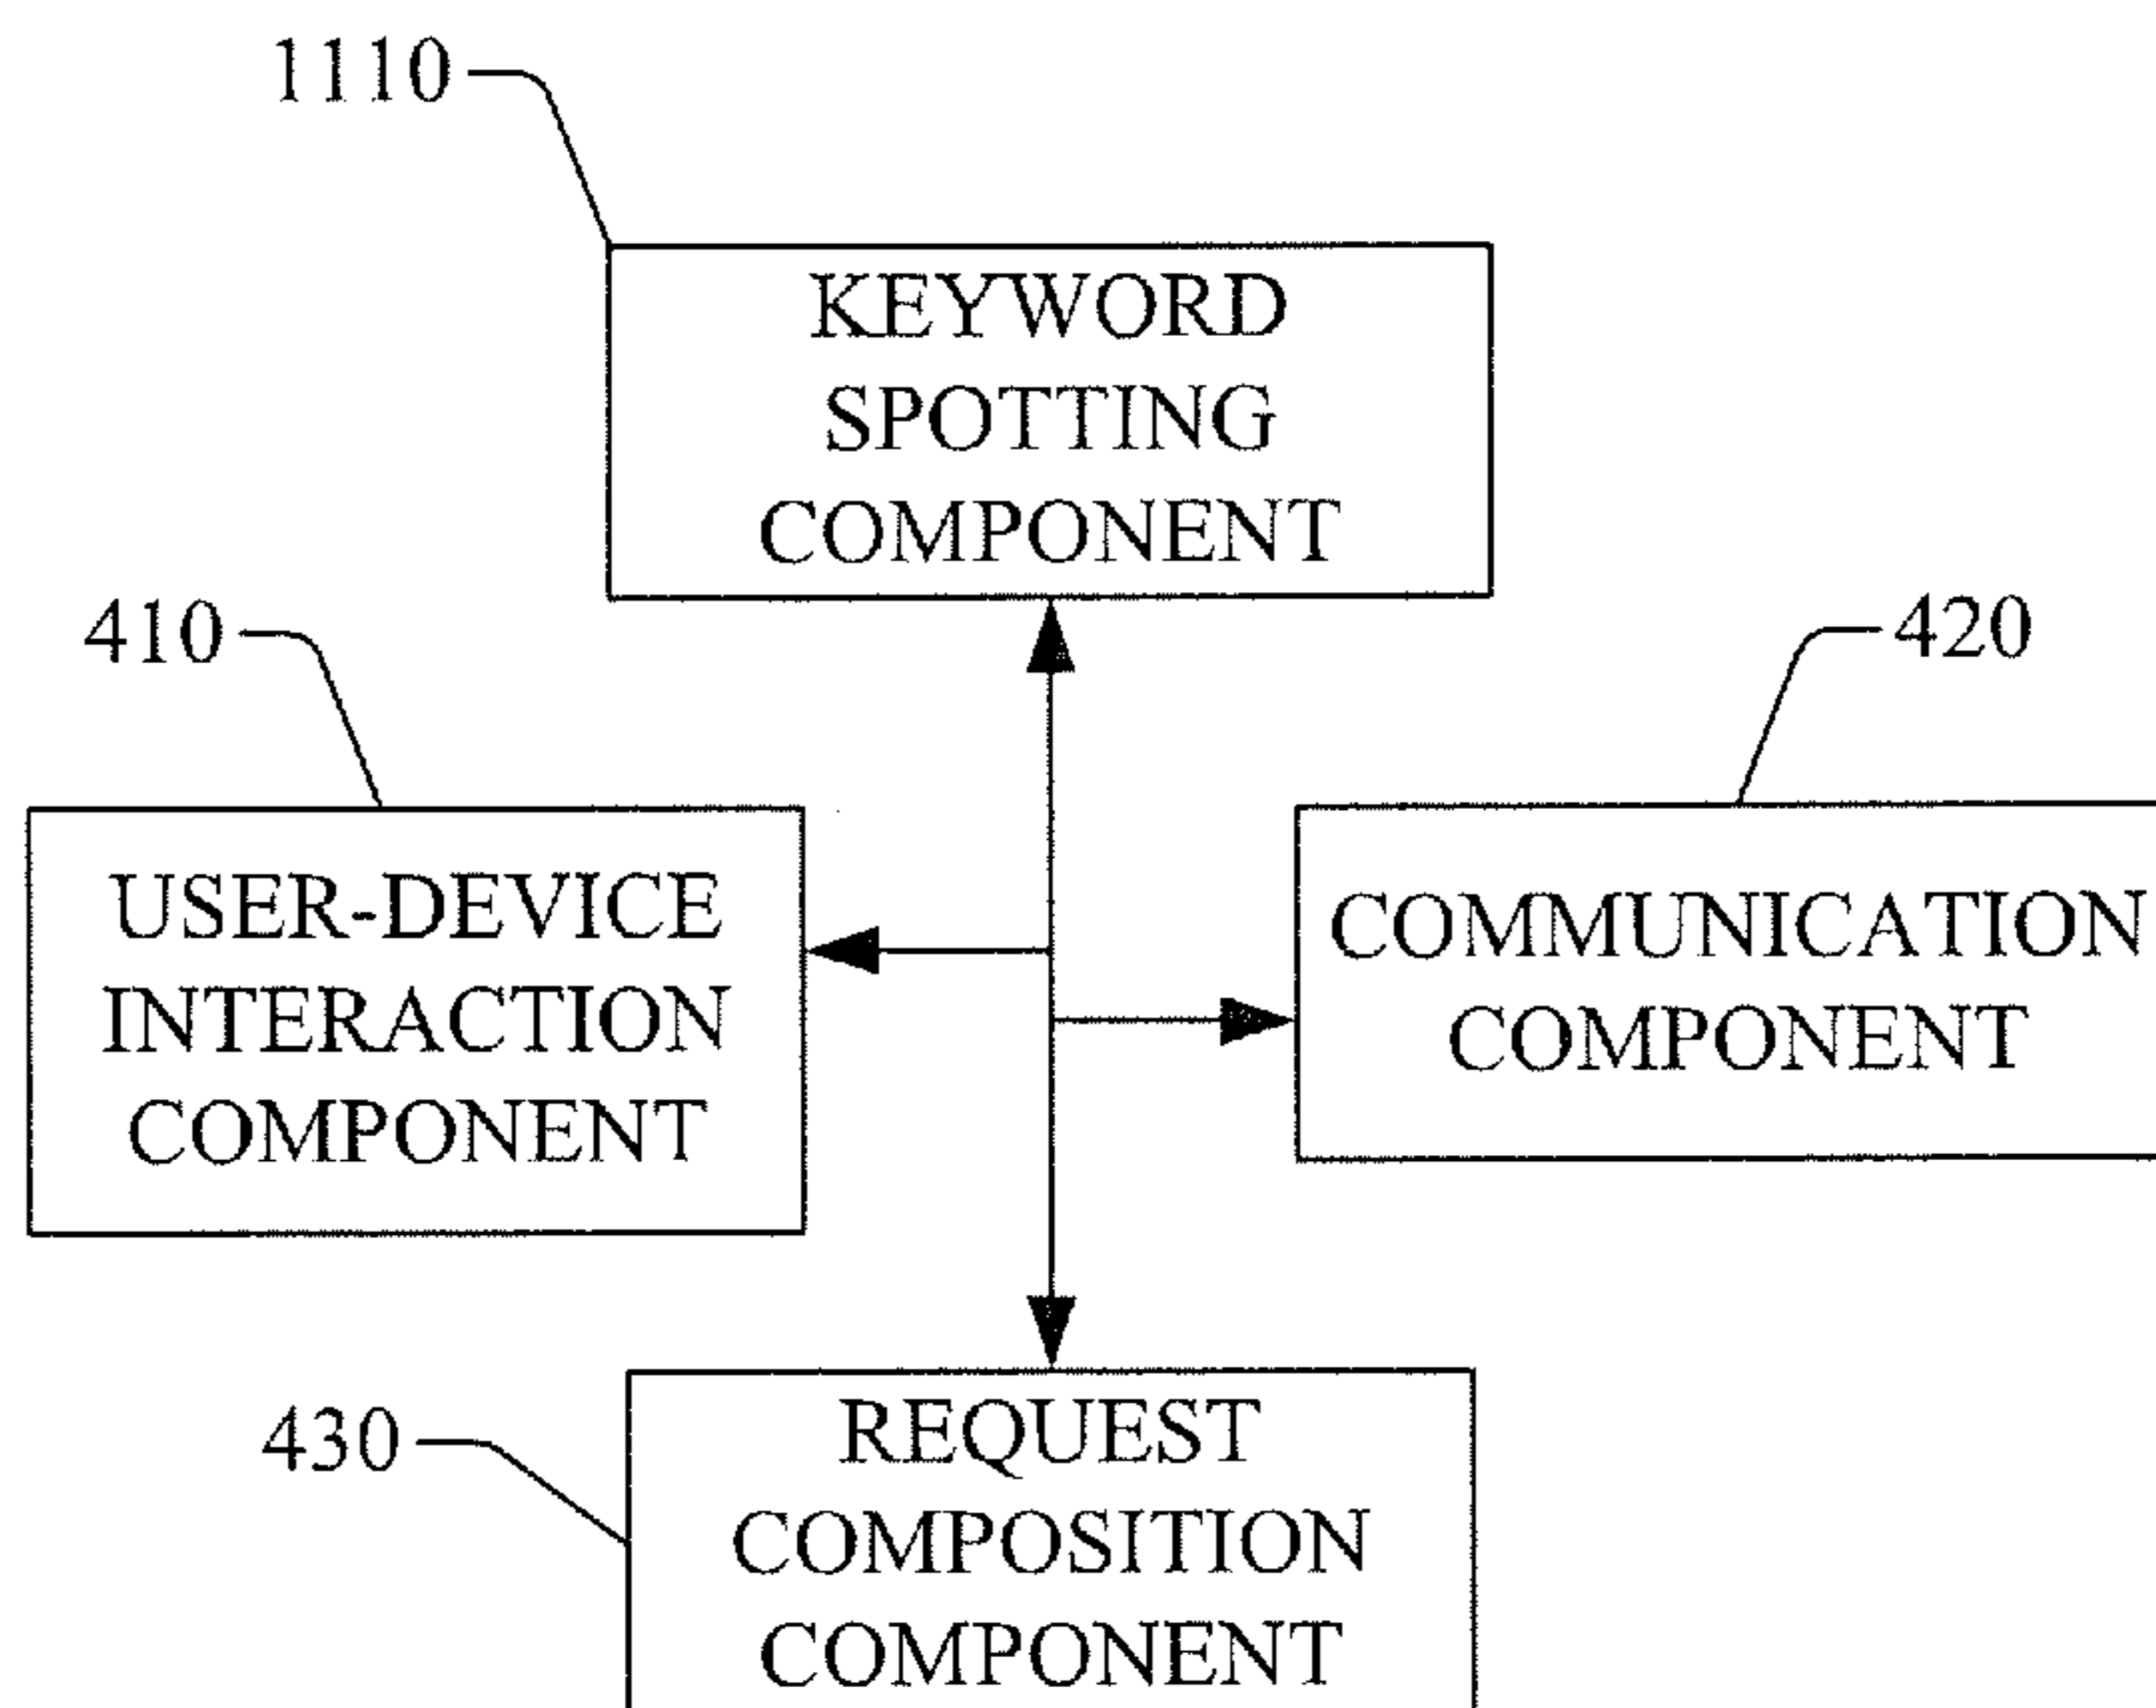 1110
KEYWORD
SPOTTING
COMPONENT
410
420
USER-DEVICE
INTERACTION
COMPONENT
COMMUNICATION
COMPONENT
430
REQUEST
COMPOSITION
COMPONENT